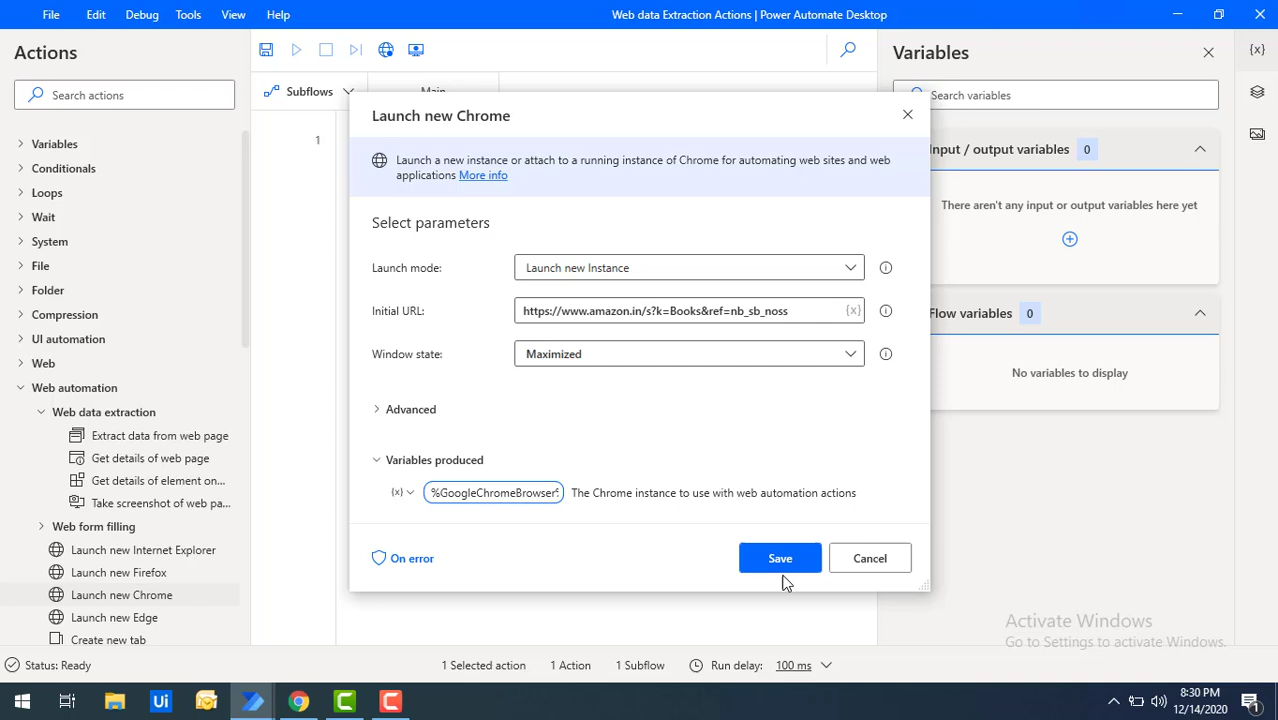 File Edit Debug Tools View Help
Web data Extraction Actions | Power Automate Desktop
Actions
Search actions
Variables
Conditionals
Loops
Wait
System
File
Folder
Compression
UI automation
Web
Web automation
Web data extraction
Extract data from web page
Get details of web page
Get details of element on...
Take screenshot of web pa...
Web form filling
Launch new Internet Explorer
Launch new Firefox
Launch new Chrome
Launch new Edge
Create new tab
Subflows
Main
1
Launch new Chrome
Launch a new instance or attach to a running instance of Chrome for automating web sites and web
applications More info
Select parameters
Launch mode: Launch new Instance
Initial URL: https://www.amazon.in/s?k=Books&ref=nb_sb_noss {x}
Window state: Maximized
Advanced
Variables produced
{x} %GoogleChromeBrowser% The Chrome instance to use with web automation actions
On error
Save
Cancel
Variables
{x}
Search variables
Input / output variables 0
There aren't any input or output variables here yet
Flow variables 0
No variables to display
Activate Windows
Go to Settings to activate Windows.
Status: Ready
1 Selected action
1 Action
1 Subflow
Run delay: 100 ms
Ui
C
C
8:30 PM
12/14/2020
1